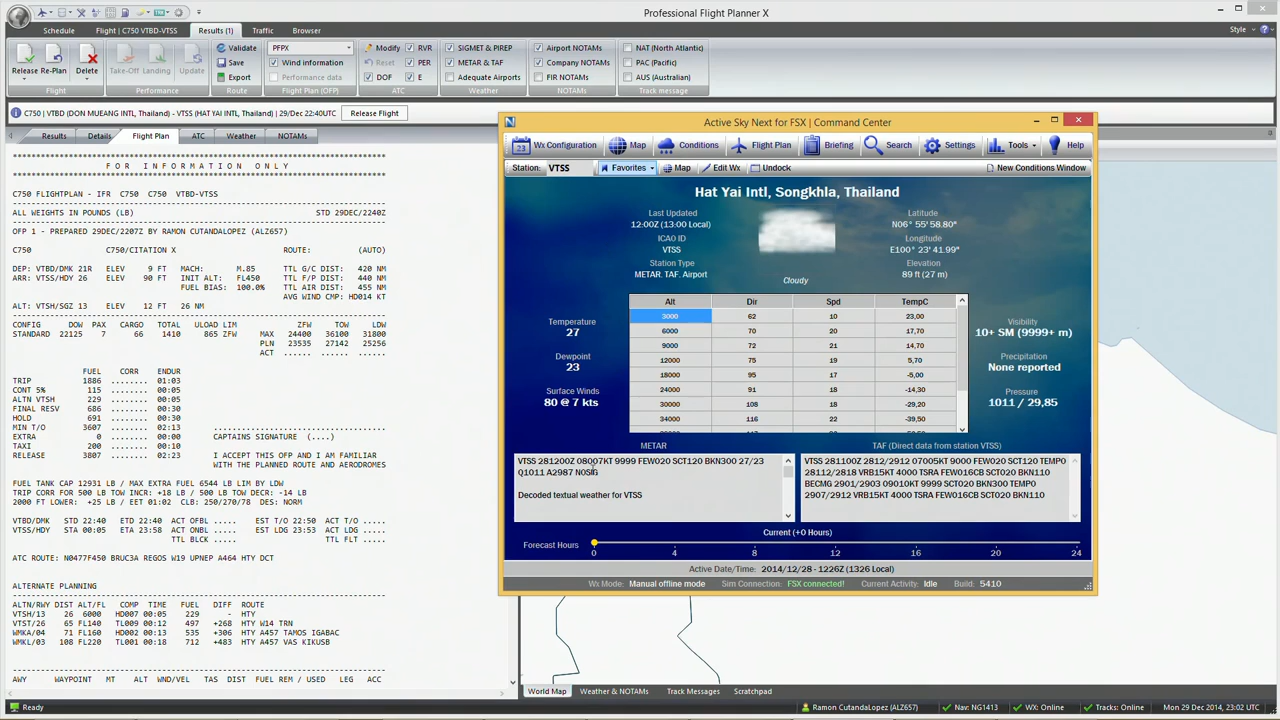 Professional Flight Planner X
Schedule Flight | C750 VTBD-VTSS Results (1) Traffic Browser Style
Release Re-Plan Delete Take-Off Landing Update Validate Save Export
PFPX Wind information Performance data
Modify Reset DOF RVR PER E
SIGMET & PIREP METAR & TAF Adequate Airports
Airport NOTAMs Company NOTAMs FIR NOTAMs
NAT (North Atlantic) PAC (Pacific) AUS (Australian)
Flight Performance Route Flight Plan (OFP) ATC Weather NOTAMs Track message
C750 | VTBD (DON MUEANG INTL, Thailand) - VTSS (HAT YAI INTL, Thailand) | 29/Dec 22:40UTC Release Flight
Results Details Flight Plan ATC Weather NOTAMs
F O R   I N F O R M A T I O N   O N L Y
C750 FLIGHTPLAN - IFR C750 C750 VTBD-VTSS
ALL WEIGHTS IN POUNDS (LB) STD 29DEC/2240Z
OFP 1 - PREPARED 29DEC/2207Z BY RAMON CUTANDALOPEZ (ALZ657)
C750 C750/CITATION X ROUTE: (AUTO)
DEP: VTBD/DMK 21R ELEV 9 FT MACH: M.85 TTL G/C DIST: 420 NM
ARR: VTSS/HDY 26 ELEV 90 FT INIT ALT: FL450 TTL F/P DIST: 440 NM
FUEL BIAS: 100.0% TTL AIR DIST: 455 NM
AVG WIND CMP: HD014 KT
ALT: VTSH/SGZ 13 ELEV 12 FT 26 NM
CONFIG DOW PAX CARGO TOTAL ULOAD LIM ZFW TOW LDW
STANDARD 22125 7 66 1410 865 ZFW MAX 24400 36100 31800
PLN 23535 27142 25256
ACT ...... ...... ......
FUEL CORR ENDUR
TRIP 1886 ........ 01:03
CONT 5% 115 ........ 00:05
ALTN VTSH 229 ........ 00:05
FINAL RESV 686 ........ 00:30
HOLD 691 ........ 00:30
MIN T/O 3607 ........ 02:13
EXTRA 0 ........ 00:00 CAPTAINS SIGNATURE (....)
TAXI 200 ........ 00:10
RELEASE 3807 ........ 02:13 I ACCEPT THIS OFP AND I AM FAMILIAR
WITH THE PLANNED ROUTE AND AERODROMES
FUEL TANK CAP 12931 LB / MAX EXTRA FUEL 6544 LB LIM BY LDW
TRIP CORR FOR 500 LB TOW INCR: +18 LB / 500 LB TOW DECR: -14 LB
2000 FT LOWER: +25 LB / EET 01:02 CLB: 250/270/78 DES: NORM
VTBD/DMK STD 22:40 ETD 22:40 ACT OFBL ..... EST T/O 22:50 ACT T/O .....
VTSS/HDY STA 00:05 ETA 23:58 ACT ONBL ..... EST LDG 23:53 ACT LDG .....
TTL BLCK ..... TTL FLT .....
ATC ROUTE: N0477F450 BRUC3A REGOS W19 UPNEP A464 HTY DCT
ALTERNATE PLANNING
ALTN/RWY DIST ALT/FL COMP TIME FUEL DIFF ROUTE
VTSH/13 26 6000 HD007 00:05 229 - HTY
VTST/26 65 FL140 TL009 00:12 497 +268 HTY W14 TRN
WMKA/04 71 FL160 HD002 00:13 535 +306 HTY A457 TAMOS IGABAC
WMKL/03 108 FL220 TL001 00:18 712 +483 HTY A457 VAS KIKUSB
AWY WAYPOINT MT ALT WND/VEL TAS DIST FUEL REM / USED LEG ACC
Active Sky Next for FSX | Command Center
23 Wx Configuration Map Conditions Flight Plan Briefing Search Settings Tools Help
Station: VTSS Favorites Map Edit Wx Undock New Conditions Window
Hat Yai Intl, Songkhla, Thailand
Last Updated
12:00Z (13:00 Local)
ICAO ID
VTSS
Station Type
METAR. TAF. Airport
Cloudy
Latitude
N06° 55' 58.80"
Longitude
E100° 23' 41.99"
Elevation
89 ft (27 m)
Temperature
27
Dewpoint
23
Surface Winds
80 @ 7 kts
Alt Dir Spd TempC
3000 62 10 23,00
6000 70 20 17,70
9000 72 21 14,70
12000 75 19 5,70
18000 95 17 -5,00
24000 91 18 -14,30
30000 108 18 -29,20
34000 116 22 -39,50
Visibility
10+ SM (9999+ m)
Precipitation
None reported
Pressure
1011 / 29,85
METAR
VTSS 281200Z 08007KT 9999 FEW020 SCT120 BKN300 27/23
Q1011 A2987 NOSIG
Decoded textual weather for VTSS
TAF (Direct data from station VTSS)
VTSS 281100Z 2812/2912 07005KT 9000 FEW020 SCT120 TEMPO
28112/2818 VRB15KT 4000 TSRA FEW016CB SCT020 BKN110
BECMG 2901/2903 09010KT 9999 SCT020 BKN300 TEMPO
2907/2912 VRB15KT 4000 TSRA FEW016CB SCT020 BKN110
Current (+0 Hours)
Forecast Hours 0 4 8 12 16 20 24
Active Date/Time: 2014/12/28 - 1226Z (1326 Local)
Wx Mode: Manual offline mode Sim Connection: FSX connected! Current Activity: Idle Build: 5410
World Map Weather & NOTAMs Track Messages Scratchpad
Ready Ramon CutandaLopez (ALZ657) Nav: NG1413 WX: Online Tracks: Online Mon 29 Dec 2014, 23:02 UTC